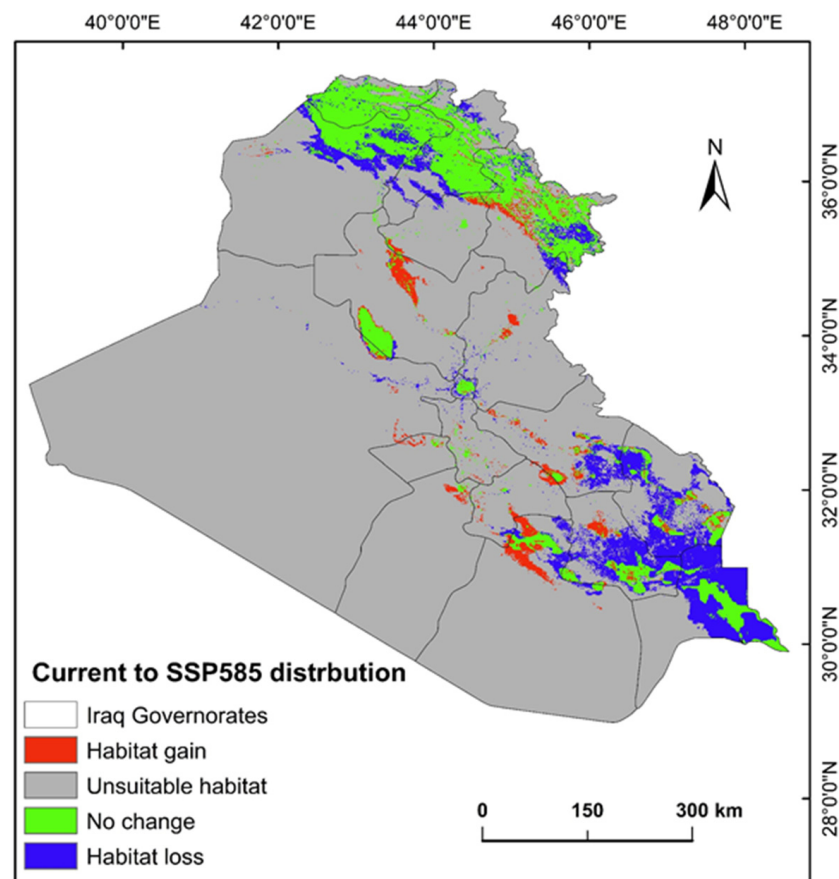 40°0'0"E 42°0'0"E 44°0'0"E 46°0'0"E 48°0'0"E
N
36°0'0"N
34°0'0"N
32°0'0"N
30°0'0"N
28°0'0"N
Current to SSP585 distrbution
Iraq Governorates
Habitat gain
Unsuitable habitat
No change
Habitat loss
0 150 300 km